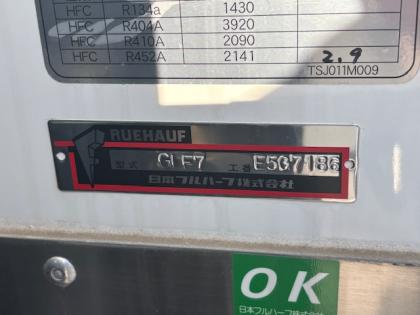 HFC R134a 1430
HFC R404A 3920
HFC R410A 2090
HFC R452A 2141
2.9
TSJ011M009
RUEHAUF
型式 GLF7 工番 E5G7186
日本フルハーフ株式会社
OK
日本フルハーフ株式会社